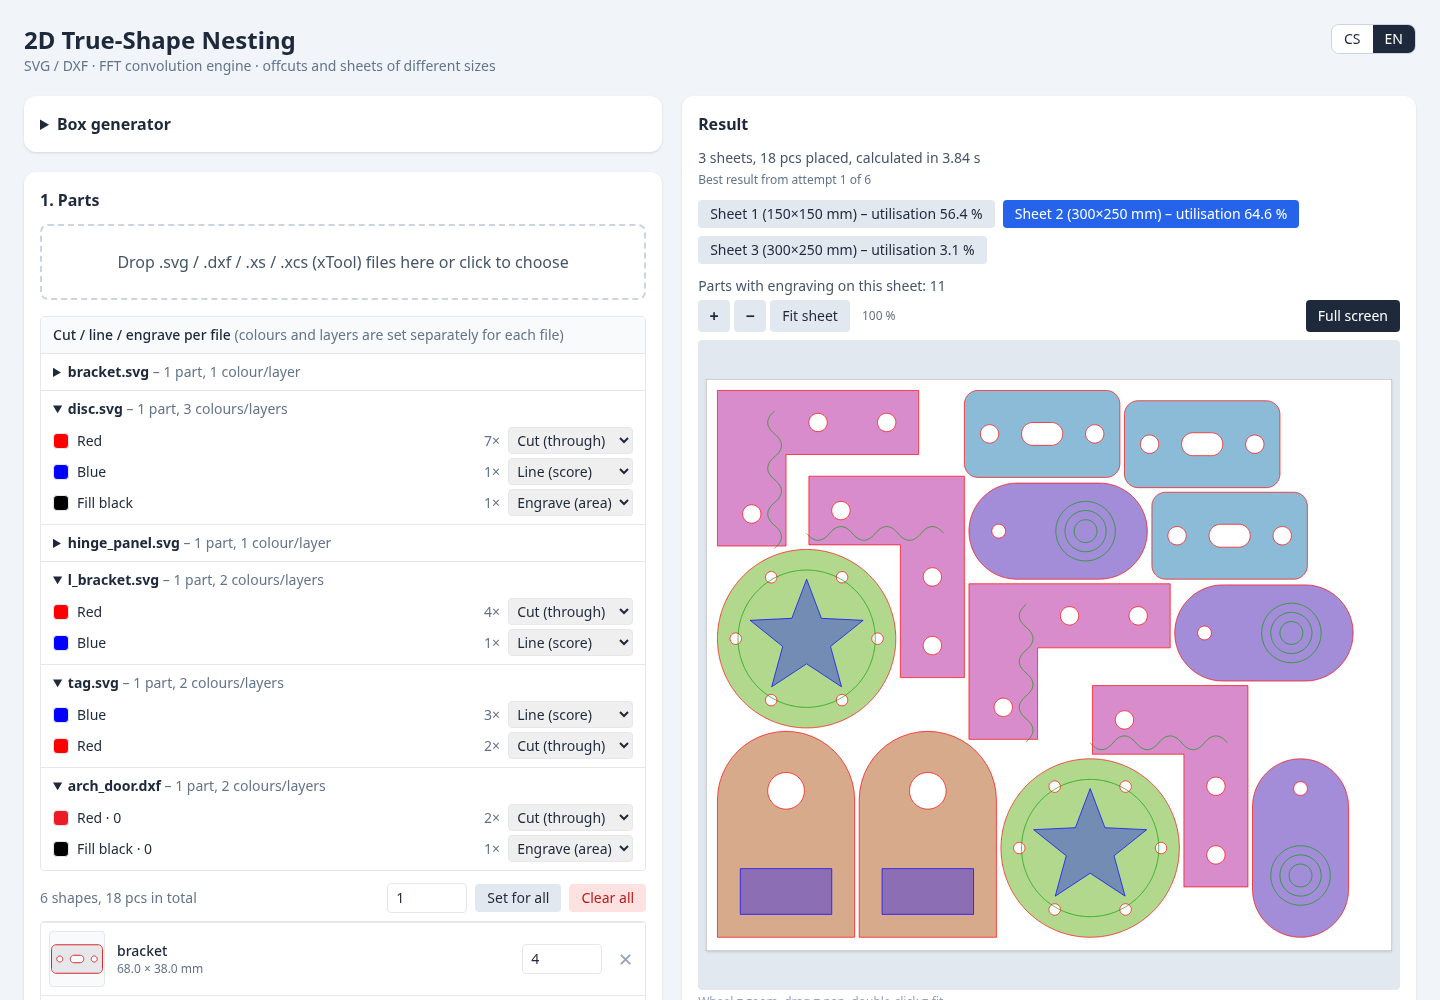 2D True-Shape Nesting
SVG / DXF · FFT convolution engine · offcuts and sheets of different sizes
CS EN
Box generator
1. Parts
Drop .svg / .dxf / .xs / .xcs (xTool) files here or click to choose
Cut / line / engrave per file (colours and layers are set separately for each file)
bracket.svg – 1 part, 1 colour/layer
disc.svg – 1 part, 3 colours/layers
Red 7× Cut (through)
Blue 1× Line (score)
Fill black 1× Engrave (area)
hinge_panel.svg – 1 part, 1 colour/layer
l_bracket.svg – 1 part, 2 colours/layers
Red 4× Cut (through)
Blue 1× Line (score)
tag.svg – 1 part, 2 colours/layers
Blue 3× Line (score)
Red 2× Cut (through)
arch_door.dxf – 1 part, 2 colours/layers
Red · 0 2× Cut (through)
Fill black · 0 1× Engrave (area)
6 shapes, 18 pcs in total 1 Set for all Clear all
bracket
68.0 × 38.0 mm
4 ×
Result
3 sheets, 18 pcs placed, calculated in 3.84 s
Best result from attempt 1 of 6
Sheet 1 (150×150 mm) – utilisation 56.4 % Sheet 2 (300×250 mm) – utilisation 64.6 %
Sheet 3 (300×250 mm) – utilisation 3.1 %
Parts with engraving on this sheet: 11
+ − Fit sheet 100 % Full screen